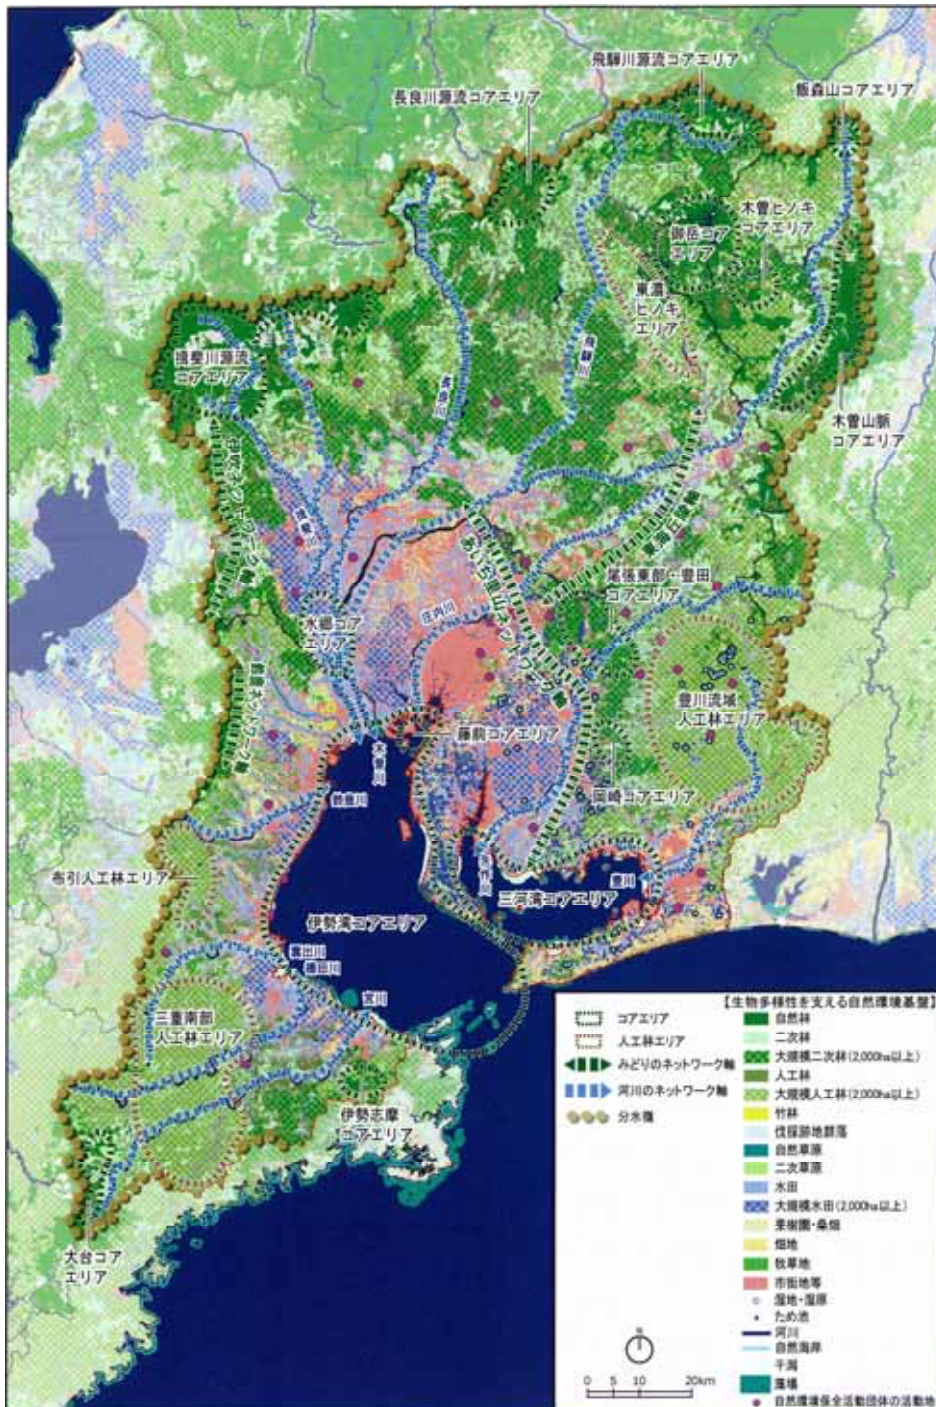 飛騨川源流コアエリア
長良川源流コアエリア
飯森山コアエリア
木曽ヒノキ
コアエリア
御岳コア
エリア
東濃
ヒノキ
エリア
揖斐川源流
コアエリア
長良川
飛騨川
木曽山脈
コアエリア
揖斐川
東海丘陵軸
あいち里山ネットワーク軸
尾張東部・豊田
コアエリア
水郷コア
エリア
庄内川
豊川流域
人工林エリア
藤前コアエリア
木曽川
岡崎コアエリア
鈴鹿川
布引人工林エリア
矢作川
豊川
三河湾コアエリア
伊勢湾コアエリア
雲出川
櫛田川
宮川
三重南部
人工林エリア
伊勢志摩
コアエリア
大台コア
エリア
コアエリア
人工林エリア
みどりのネットワーク軸
河川のネットワーク軸
分水嶺
【生物多様性を支える自然環境基盤】
自然林
二次林
大規模二次林(2,000ha以上)
人工林
大規模人工林(2,000ha以上)
竹林
伐採跡地群落
自然草原
二次草原
水田
大規模水田(2,000ha以上)
果樹園・桑畑
畑地
牧草地
市街地等
湿地・湿原
ため池
河川
自然海岸
干潟
藻場
自然環境保全活動団体の活動地
N
0 5 10 20km